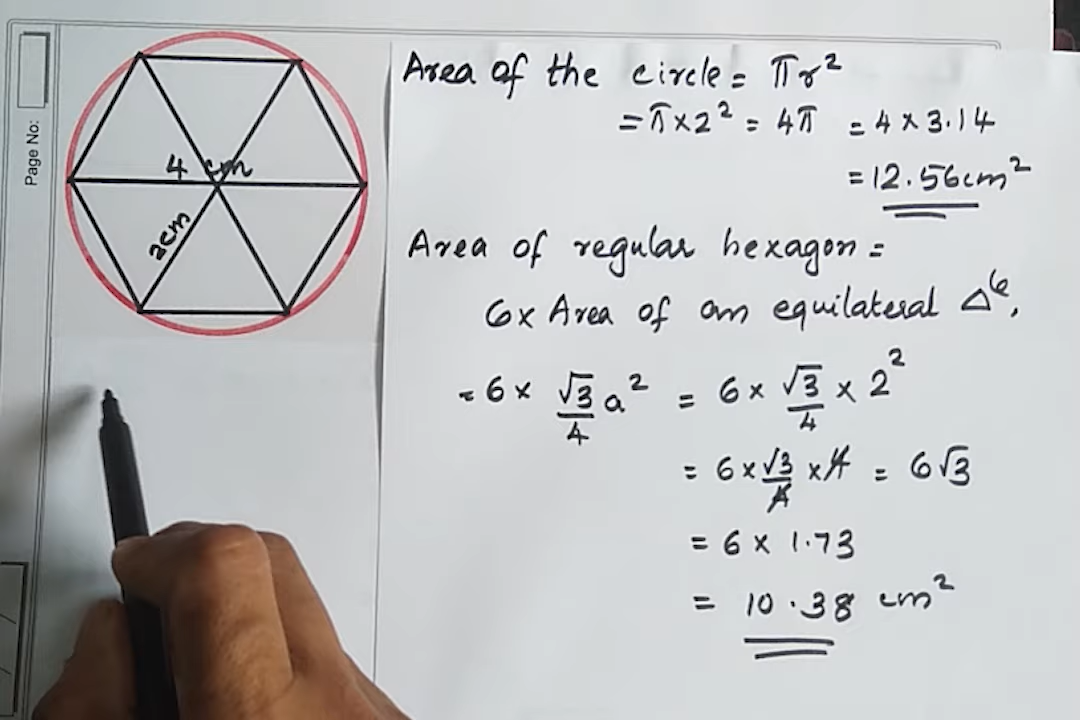 Page No:
4 cm
2cm
Area of the circle = πr²
= π×2² = 4π = 4 × 3.14
= 12.56cm²
Area of regular hexagon =
6× Area of an equilateral Δˡᵉ,
= 6 × √3/4 a² = 6 × √3/4 × 2²
= 6 × √3/4 × 4 = 6√3
= 6 × 1.73
= 10.38 cm²